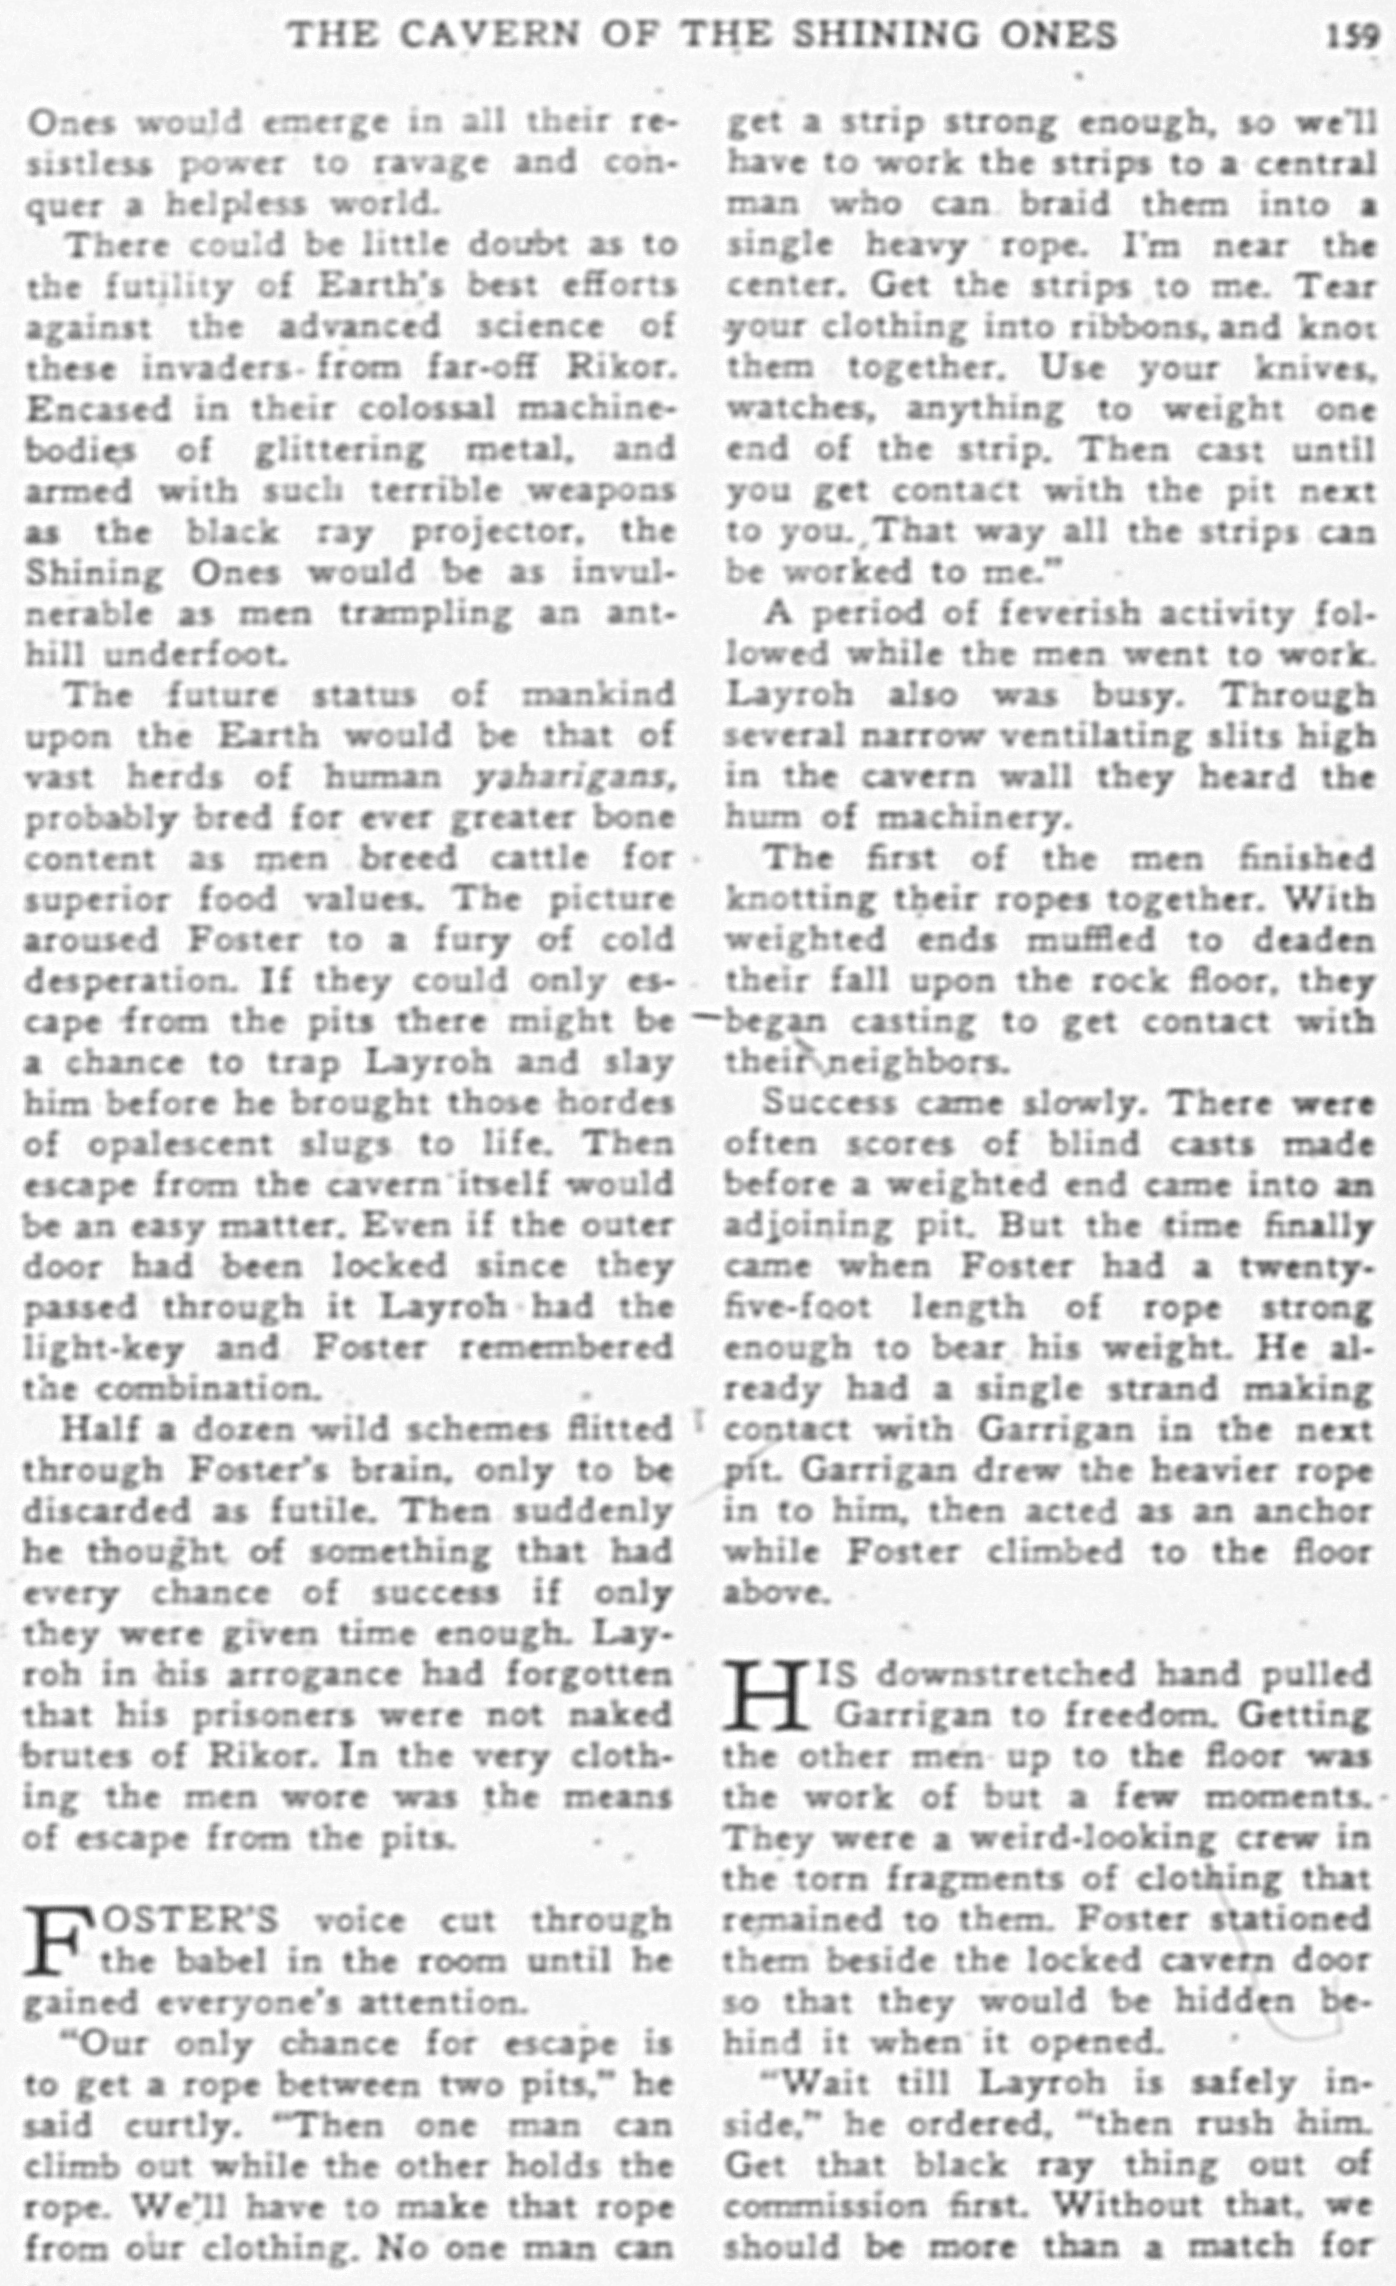 THE CAVERN OF THE SHINING ONES 159
Ones would emerge in all their re-
sistless power to ravage and con-
quer a helpless world.
There could be little doubt as to
the futility of Earth's best efforts
against the advanced science of
these invaders from far-off Rikor.
Encased in their colossal machine-
bodies of glittering metal, and
armed with such terrible weapons
as the black ray projector, the
Shining Ones would be as invul-
nerable as men trampling an ant-
hill underfoot.
The future status of mankind
upon the Earth would be that of
vast herds of human yaharigans,
probably bred for ever greater bone
content as men breed cattle for
superior food values. The picture
aroused Foster to a fury of cold
desperation. If they could only es-
cape from the pits there might be
a chance to trap Layroh and slay
him before he brought those hordes
of opalescent slugs to life. Then
escape from the cavern itself would
be an easy matter. Even if the outer
door had been locked since they
passed through it Layroh had the
light-key and Foster remembered
the combination.
Half a dozen wild schemes flitted
through Foster's brain, only to be
discarded as futile. Then suddenly
he thought of something that had
every chance of success if only
they were given time enough. Lay-
roh in his arrogance had forgotten
that his prisoners were not naked
brutes of Rikor. In the very cloth-
ing the men wore was the means
of escape from the pits.
FOSTER'S voice cut through
the babel in the room until he
gained everyone's attention.
"Our only chance for escape is
to get a rope between two pits," he
said curtly. "Then one man can
climb out while the other holds the
rope. We'll have to make that rope
from our clothing. No one man can
get a strip strong enough, so we'll
have to work the strips to a central
man who can braid them into a
single heavy rope. I'm near the
center. Get the strips to me. Tear
your clothing into ribbons, and knot
them together. Use your knives,
watches, anything to weight one
end of the strip. Then cast until
you get contact with the pit next
to you. That way all the strips can
be worked to me."
A period of feverish activity fol-
lowed while the men went to work.
Layroh also was busy. Through
several narrow ventilating slits high
in the cavern wall they heard the
hum of machinery.
The first of the men finished
knotting their ropes together. With
weighted ends muffled to deaden
their fall upon the rock floor, they
began casting to get contact with
their neighbors.
Success came slowly. There were
often scores of blind casts made
before a weighted end came into an
adjoining pit. But the time finally
came when Foster had a twenty-
five-foot length of rope strong
enough to bear his weight. He al-
ready had a single strand making
contact with Garrigan in the next
pit. Garrigan drew the heavier rope
in to him, then acted as an anchor
while Foster climbed to the floor
above.
HIS downstretched hand pulled
Garrigan to freedom. Getting
the other men up to the floor was
the work of but a few moments.
They were a weird-looking crew in
the torn fragments of clothing that
remained to them. Foster stationed
them beside the locked cavern door
so that they would be hidden be-
hind it when it opened.
"Wait till Layroh is safely in-
side," he ordered, "then rush him.
Get that black ray thing out of
commission first. Without that, we
should be more than a match for